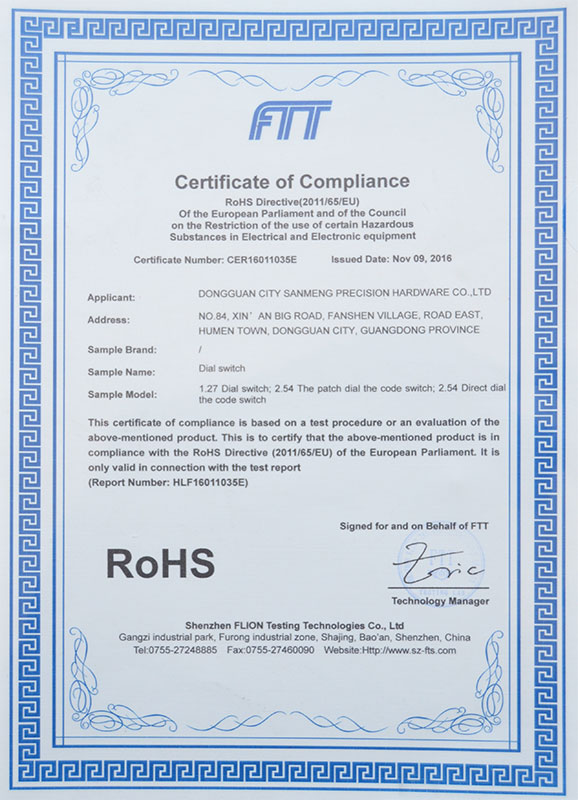 FTT
Certificate of Compliance
RoHS Directive(2011/65/EU)
Of the European Parliament and of the Council
on the Restriction of the use of certain Hazardous
Substances in Electrical and Electronic equipment
Certificate Number: CER16011035E Issued Date: Nov 09, 2016
Applicant: DONGGUAN CITY SANMENG PRECISION HARDWARE CO.,LTD
Address: NO.84, XIN' AN BIG ROAD, FANSHEN VILLAGE, ROAD EAST,
HUMEN TOWN, DONGGUAN CITY, GUANGDONG PROVINCE
Sample Brand: /
Sample Name: Dial switch
Sample Model: 1.27 Dial switch; 2.54 The patch dial the code switch; 2.54 Direct dial
the code switch
This certificate of compliance is based on a test procedure or an evaluation of the
above-mentioned product. This is to certify that the above-mentioned product is in
compliance with the RoHS Directive (2011/65/EU) of the European Parliament. It is
only valid in connection with the test report
(Report Number: HLF16011035E)
Signed for and on Behalf of FTT
RoHS
Technology Manager
Shenzhen FLION Testing Technologies Co., Ltd
Gangzi industrial park, Furong industrial zone, Shajing, Bao'an, Shenzhen, China
Tel:0755-27248885 Fax:0755-27460090 Website:Http://www.sz-fts.com